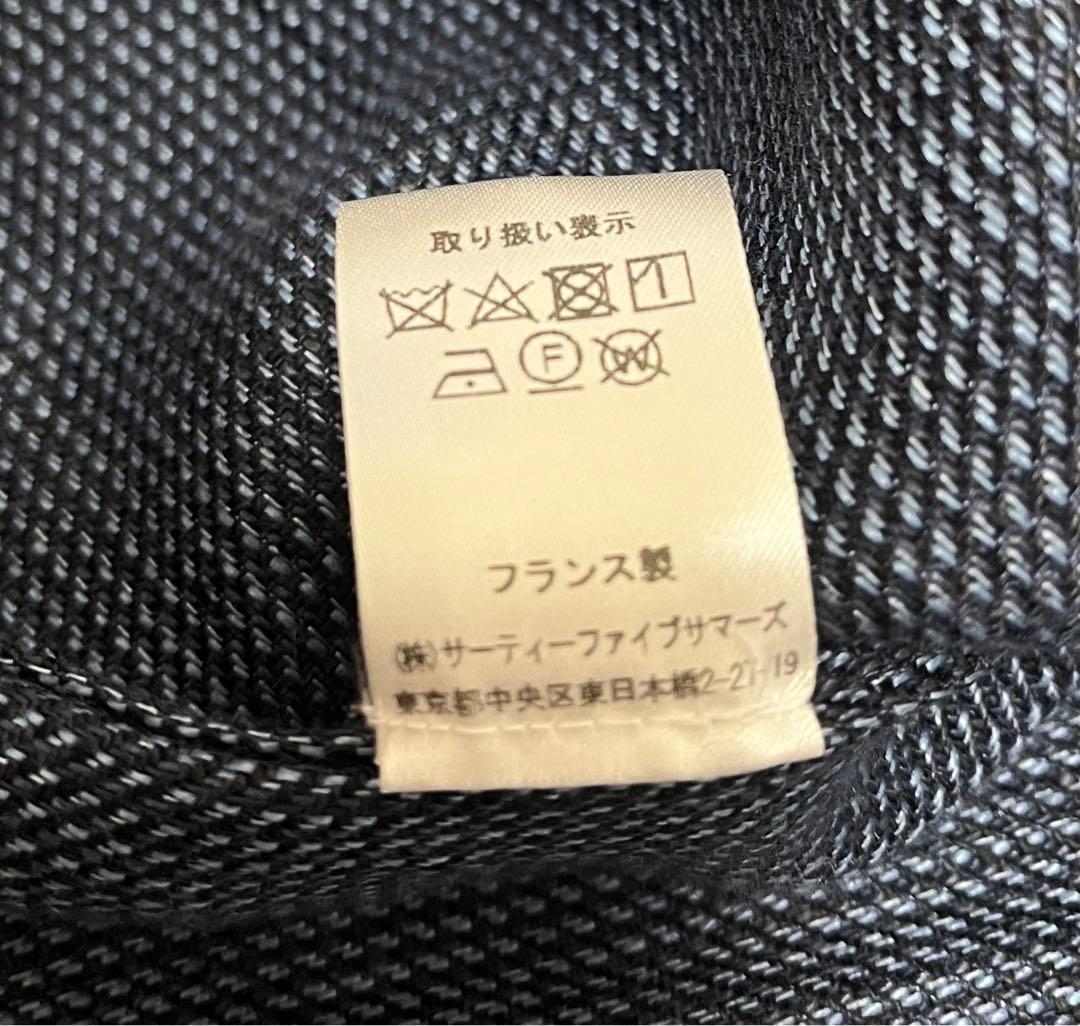 取り扱い表示
F
W
フランス製
(株)サーティーファイブサマーズ
東京都中央区東日本橋2-27-19